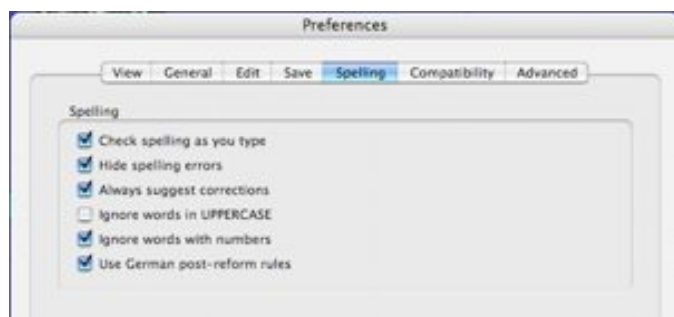 Preferences
View General Edit Save Spelling Compatibility Advanced
Spelling
Check spelling as you type
Hide spelling errors
Always suggest corrections
Ignore words in UPPERCASE
Ignore words with numbers
Use German post-reform rules